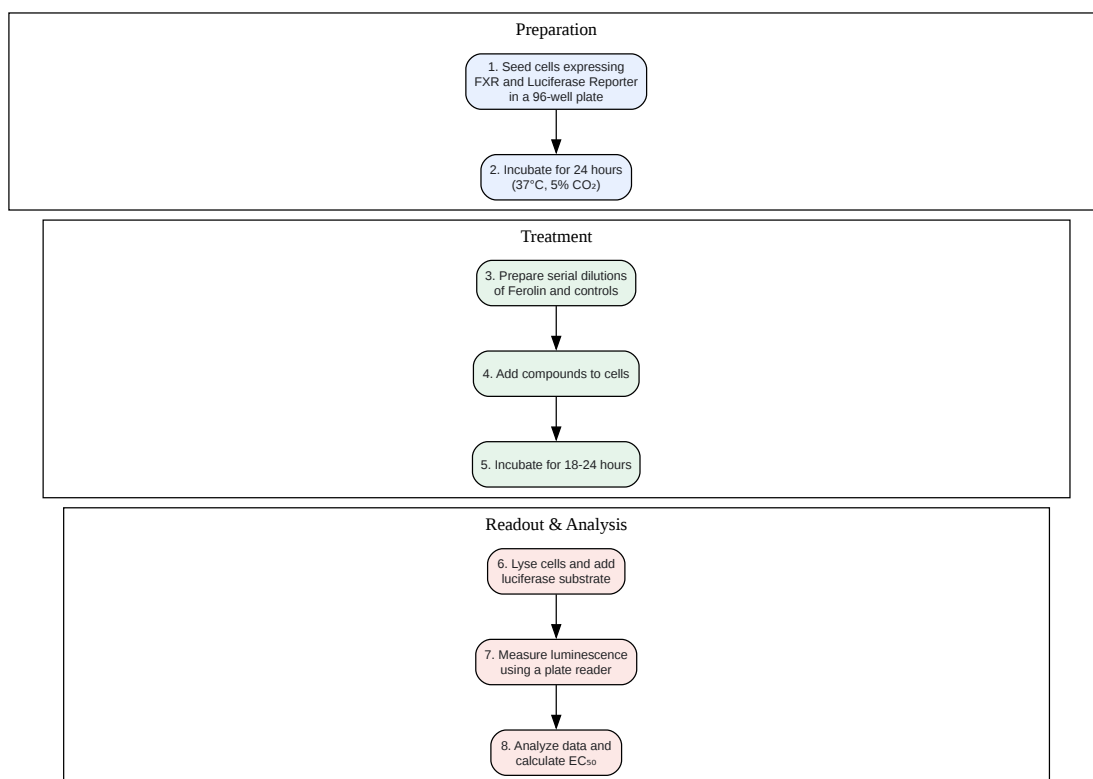 Preparation
1. Seed cells expressing
FXR and Luciferase Reporter
in a 96-well plate
2. Incubate for 24 hours
(37°C, 5% CO₂)
Treatment
3. Prepare serial dilutions
of Ferolin and controls
4. Add compounds to cells
5. Incubate for 18-24 hours
Readout & Analysis
6. Lyse cells and add
luciferase substrate
7. Measure luminescence
using a plate reader
8. Analyze data and
calculate EC₅₀